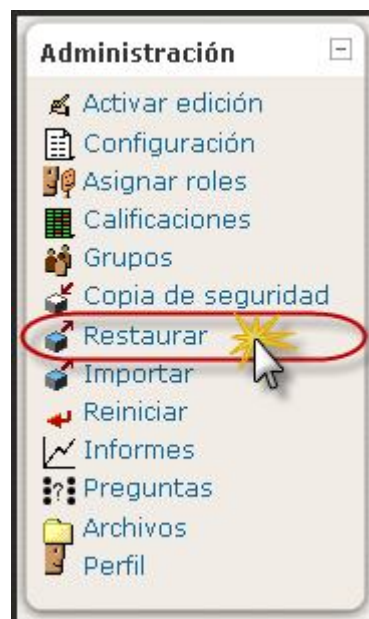 Administración
Activar edición
Configuración
Asignar roles
Calificaciones
Grupos
Copia de seguridad
Restaurar
Importar
Reiniciar
Informes
Preguntas
Archivos
Perfil